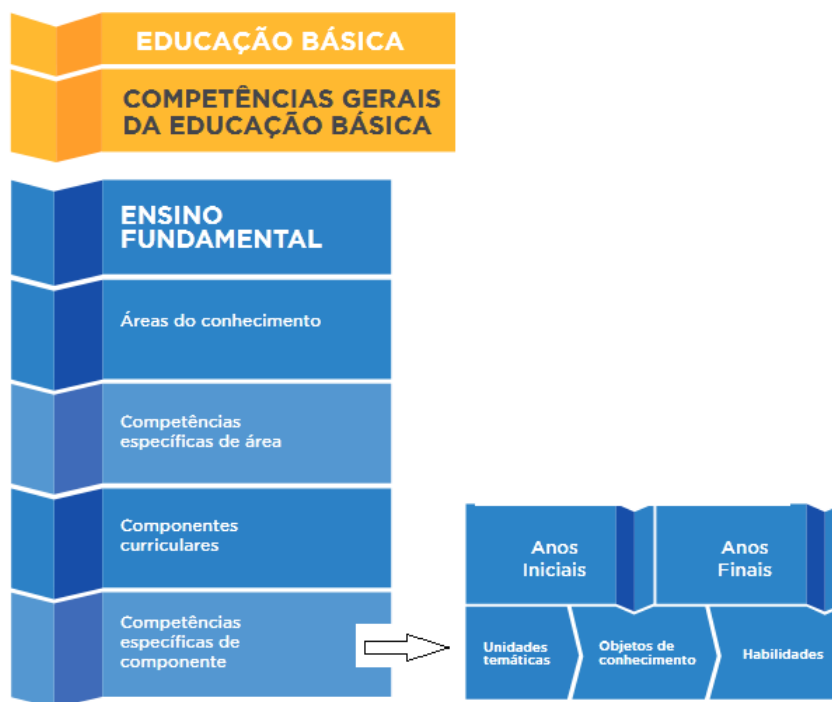 EDUCAÇÃO BÁSICA
COMPETÊNCIAS GERAIS
DA EDUCAÇÃO BÁSICA
ENSINO
FUNDAMENTAL
Áreas do conhecimento
Competências
específicas de área
Componentes
curriculares
Competências
específicas de
componente
Anos
Iniciais
Anos
Finais
Unidades
temáticas
Objetos de
conhecimento
Habilidades